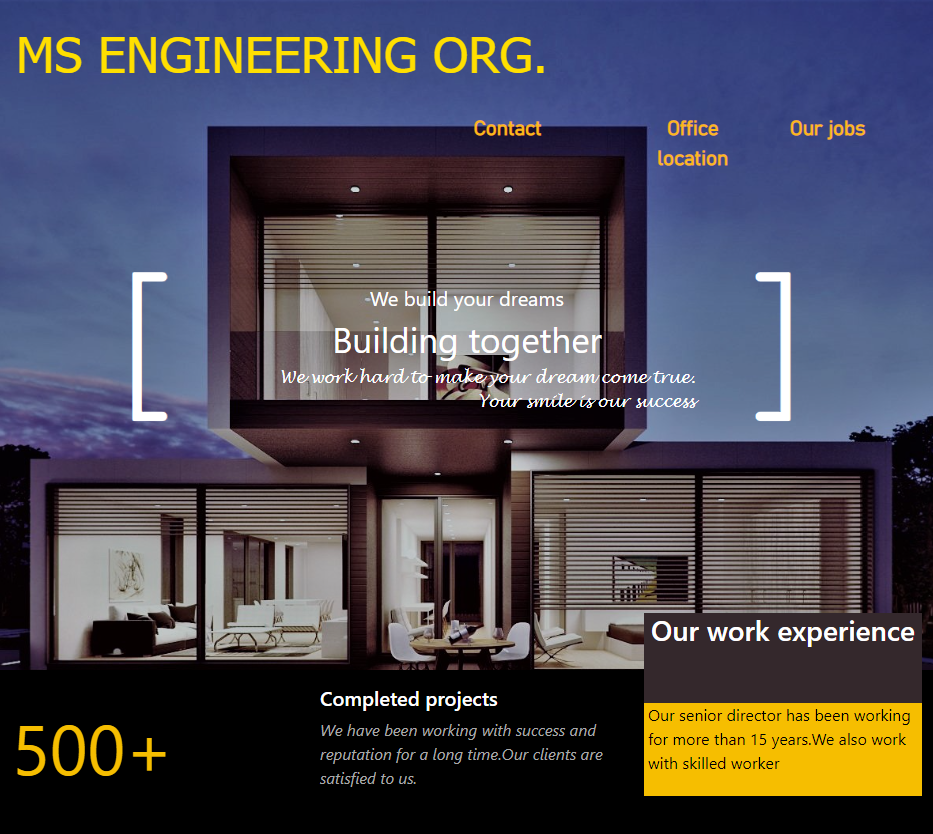 MS ENGINEERING ORG.
Contact
Office
location
Our jobs
We build your dreams
Building together
We work hard to make your dream come true.
Your smile is our success
Our work experience
500+
Completed projects
We have been working with success and
reputation for a long time.Our clients are
satisfied to us.
Our senior director has been working
for more than 15 years.We also work
with skilled worker